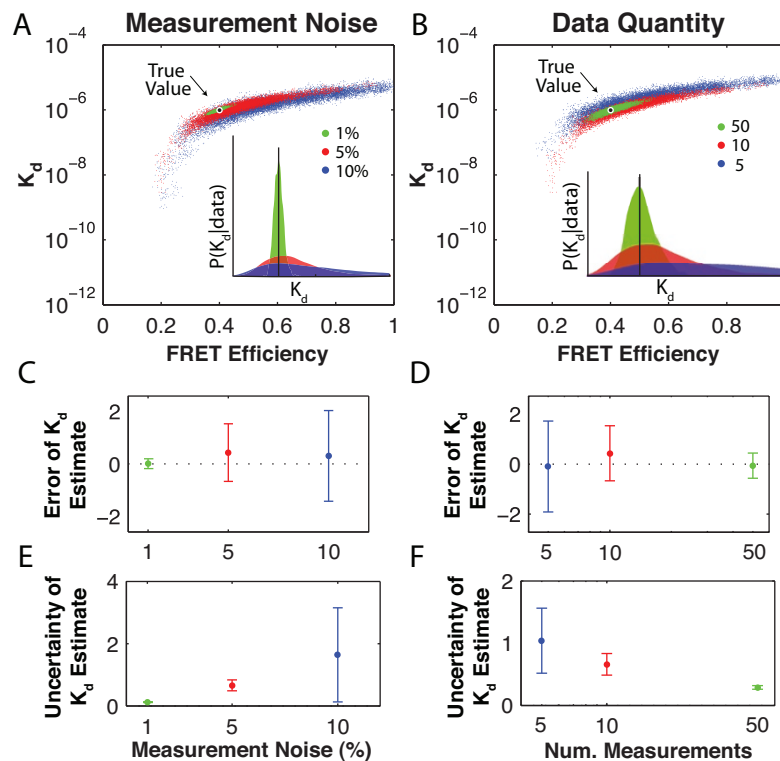 A
Measurement Noise
K_d
10^−4
10^−6
10^−8
10^−10
10^−12
True
Value
1%
5%
10%
P(K_d|data)
K_d
0
0.2
0.4
0.6
0.8
1
FRET Efficiency
B
Data Quantity
K_d
10^−4
10^−6
10^−8
10^−10
10^−12
True
Value
50
10
5
P(K_d|data)
K_d
0
0.2
0.4
0.6
0.8
FRET Efficiency
C
Error of K_d
Estimate
2
0
−2
1
5
10
D
Error of K_d
Estimate
2
0
−2
5
10
50
E
Uncertainty of
K_d Estimate
4
2
0
1
5
10
Measurement Noise (%)
F
Uncertainty of
K_d Estimate
2
1
0
5
10
50
Num. Measurements